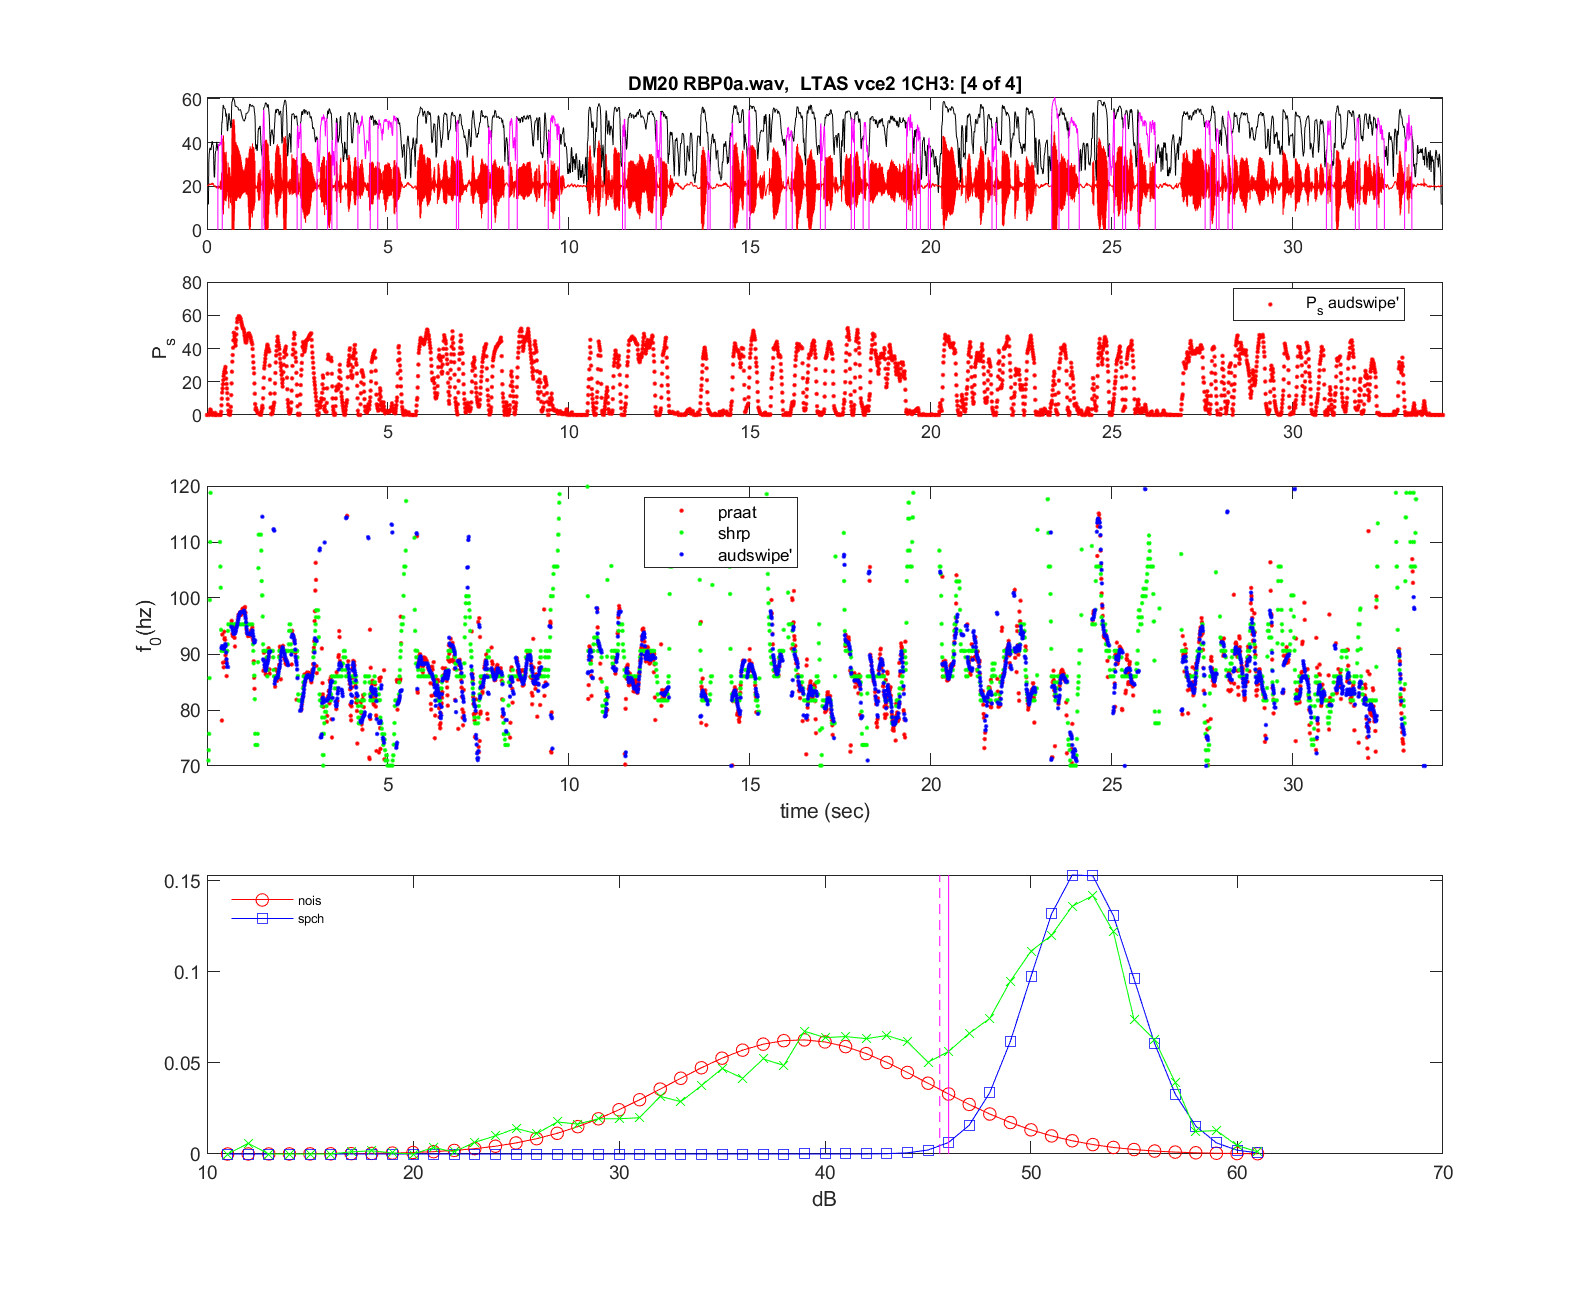 DM20 RBP0a.wav,  LTAS vce2 1CH3: [4 of 4]
60
40
20
0
0 5 10 15 20 25 30
80
60
40
20
0
Ps
Ps audswipe'
5 10 15 20 25 30
120
110
100
90
80
70
f0(hz)
praat
shrp
audswipe'
5 10 15 20 25 30
time (sec)
0.15
0.1
0.05
0
nois
spch
10 20 30 40 50 60 70
dB